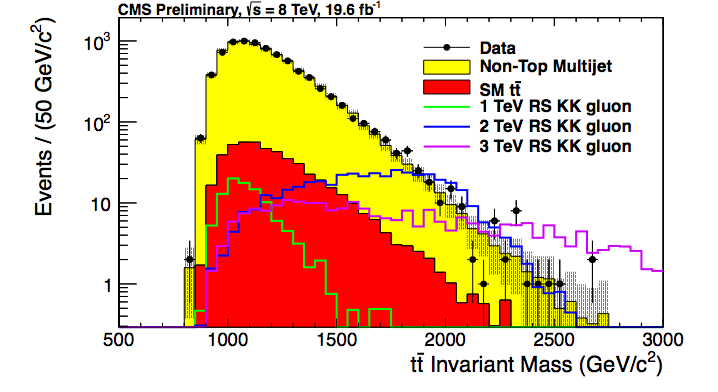 CMS Preliminary, √s = 8 TeV, 19.6 fb⁻¹
Events / (50 GeV/c²)
10³
10²
10
1
Data
Non-Top Multijet
SM tt̄
1 TeV RS KK gluon
2 TeV RS KK gluon
3 TeV RS KK gluon
500 1000 1500 2000 2500 3000
tt̄ Invariant Mass (GeV/c²)